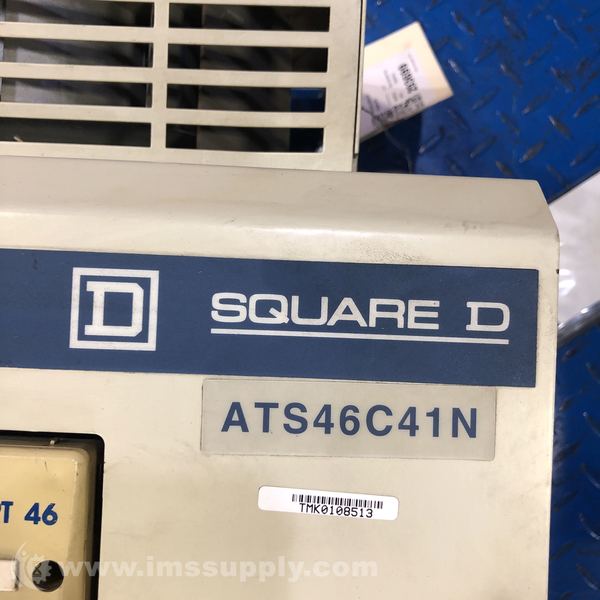 D SQUARE D
ATS46C41N
TMK0108513
T 46
www.imssupply.com